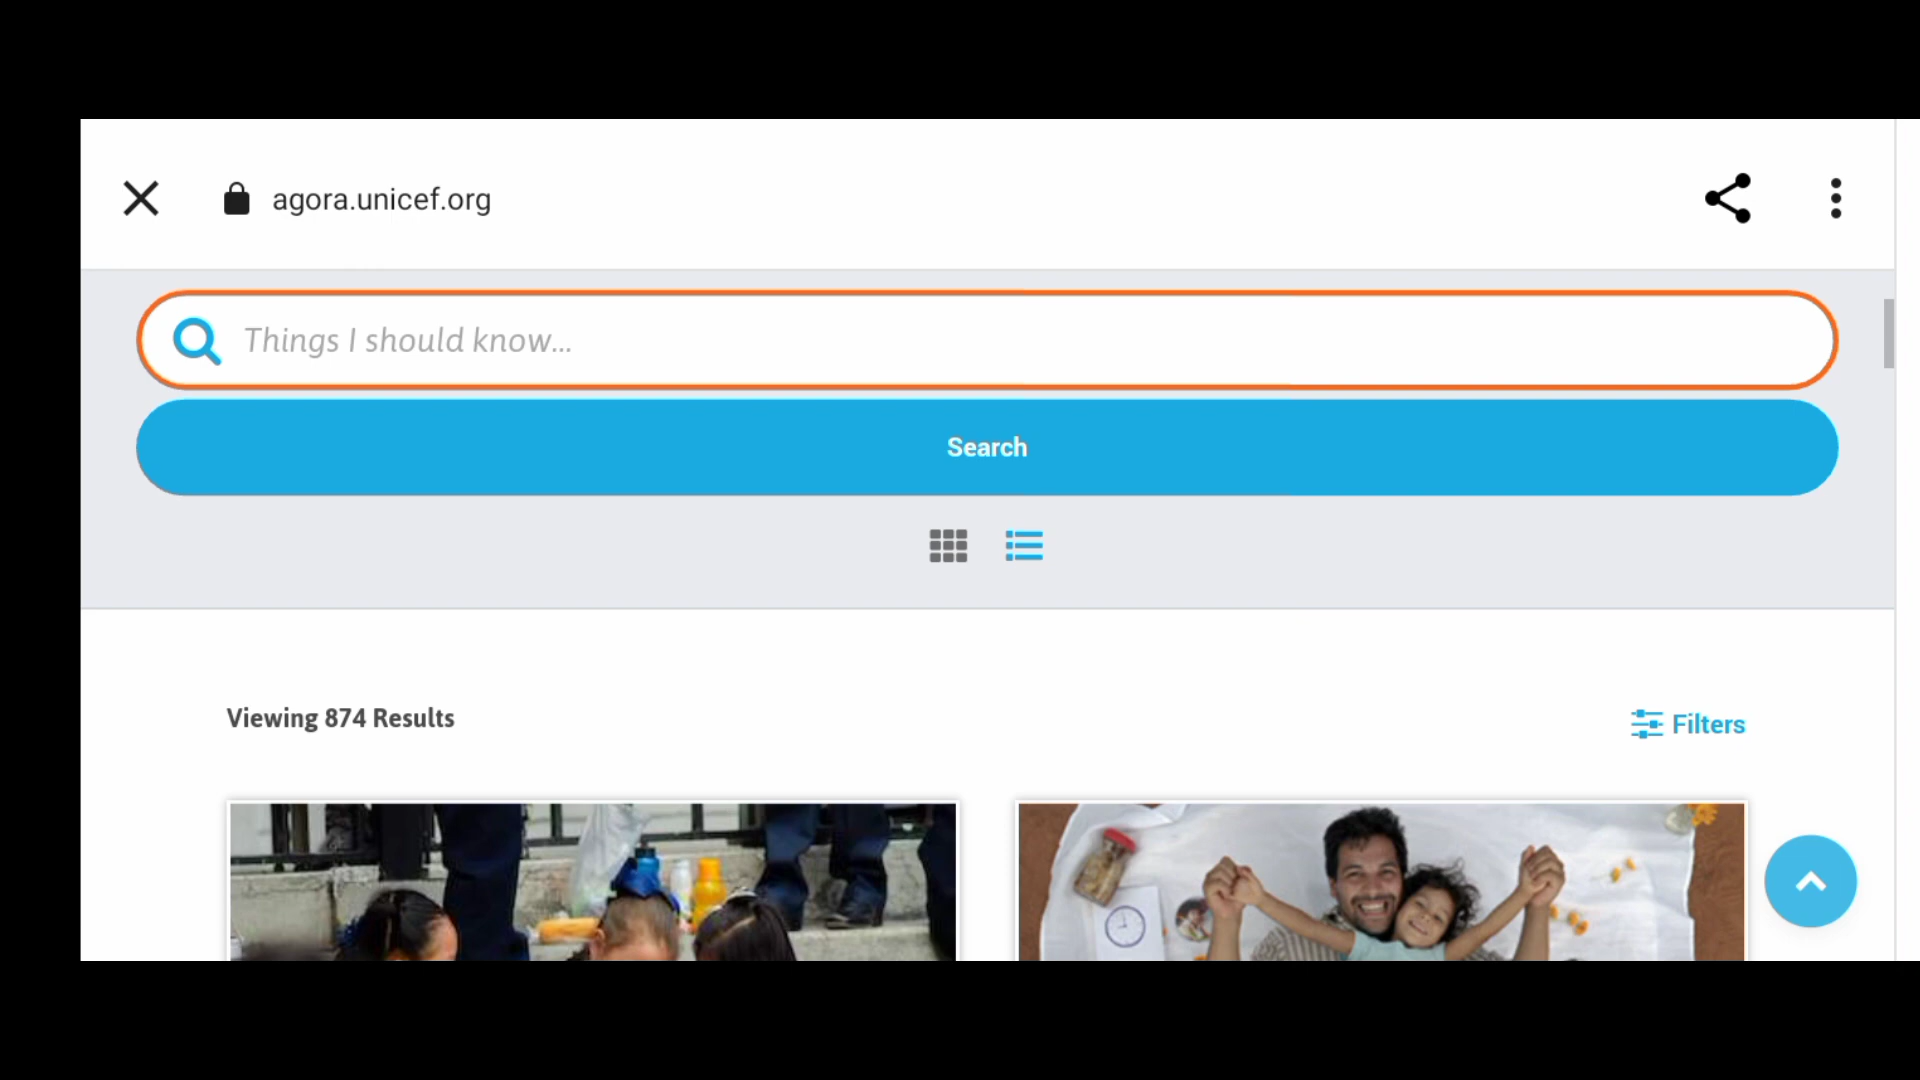 agora.unicef.org
Things I should know...
Search
Viewing 874 Results
Filters